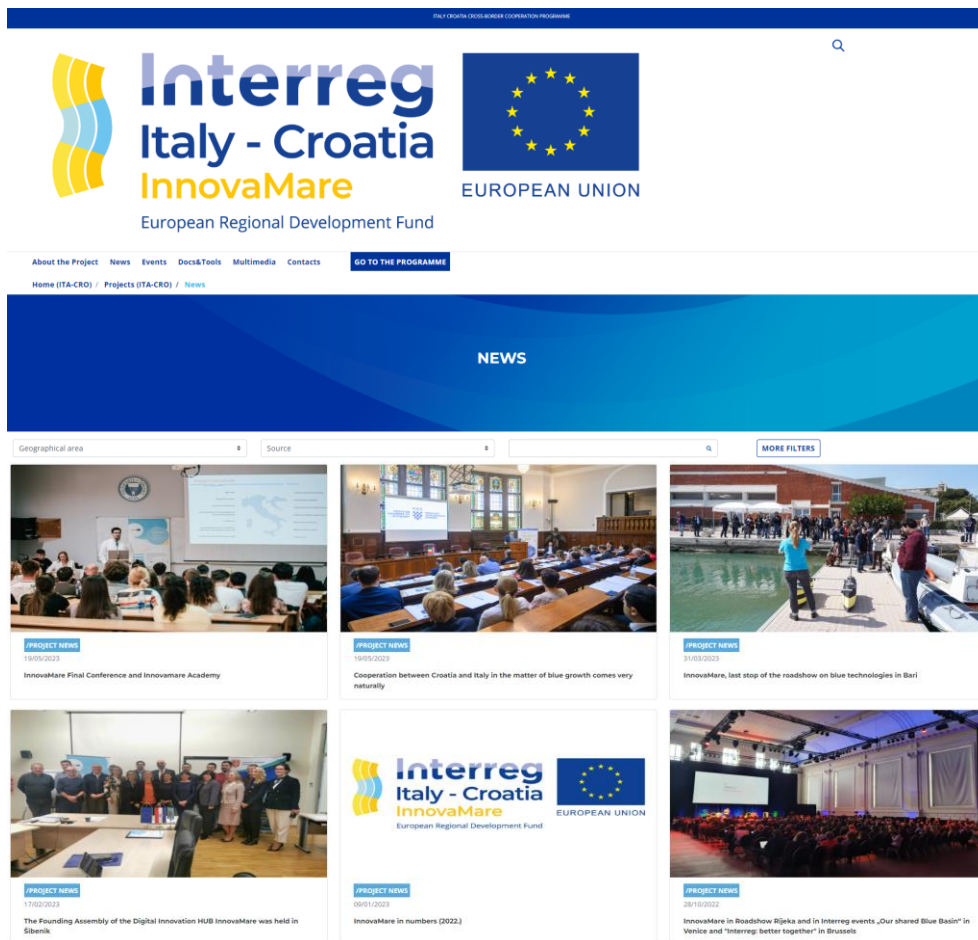 ITALY CROATIA CROSS-BORDER COOPERATION PROGRAMME
Interreg
Italy - Croatia
InnovaMare
European Regional Development Fund
EUROPEAN UNION
About the Project News Events Docs&Tools Multimedia Contacts GO TO THE PROGRAMME
Home (ITA-CRO) / Projects (ITA-CRO) / News
NEWS
Geographical area Source MORE FILTERS
/PROJECT NEWS
19/05/2023
InnovaMare Final Conference and Innovamare Academy
/PROJECT NEWS
19/05/2023
Cooperation between Croatia and Italy in the matter of blue growth comes very
naturally
/PROJECT NEWS
31/03/2023
InnovaMare, last stop of the roadshow on blue technologies in Bari
Interreg
Italy - Croatia
InnovaMare
European Regional Development Fund
EUROPEAN UNION
/PROJECT NEWS
17/02/2023
The Founding Assembly of the Digital Innovation HUB InnovaMare was held in
Šibenik
/PROJECT NEWS
09/01/2023
InnovaMare in numbers (2022.)
/PROJECT NEWS
28/10/2022
InnovaMare in Roadshow Rijeka and in Interreg events „Our shared Blue Basin“ in
Venice and "Interreg: better together" in Brussels